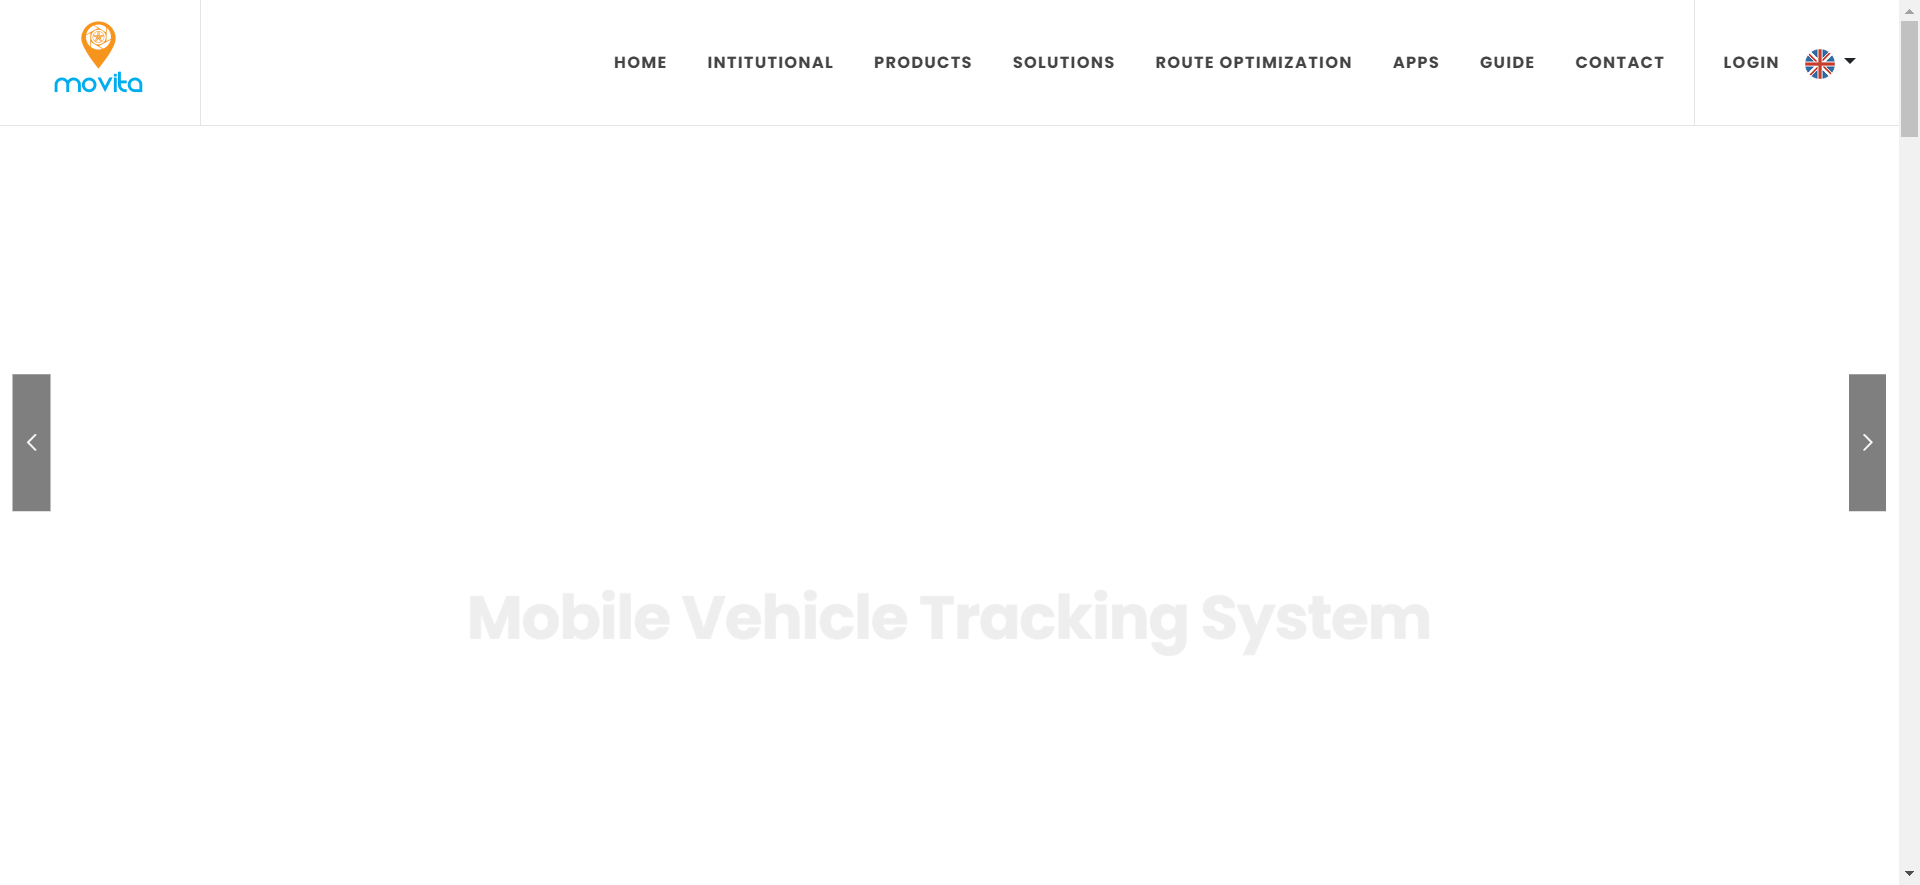 movita
HOME INTITUTIONAL PRODUCTS SOLUTIONS ROUTE OPTIMIZATION APPS GUIDE CONTACT LOGIN
Mobile Vehicle Tracking System